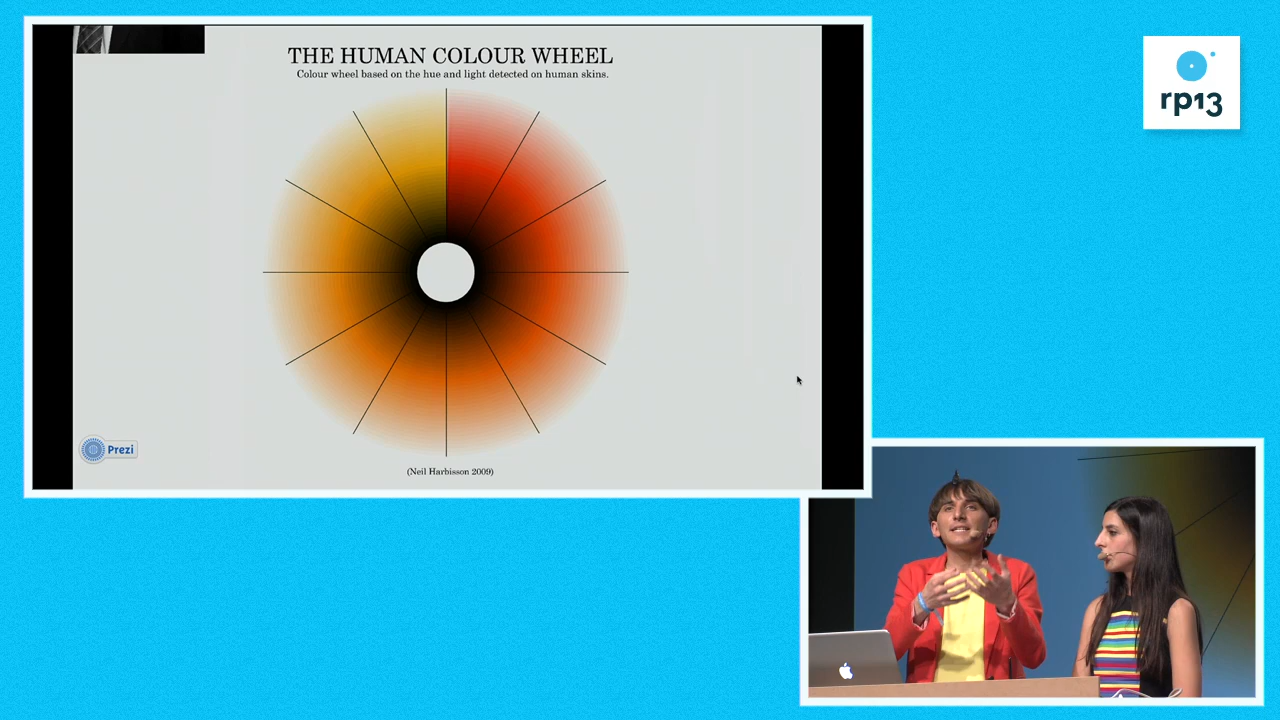 THE HUMAN COLOUR WHEEL
Colour wheel based on the hue and light detected on human skins.
Prezi
(Neil Harbisson 2009)
rp13